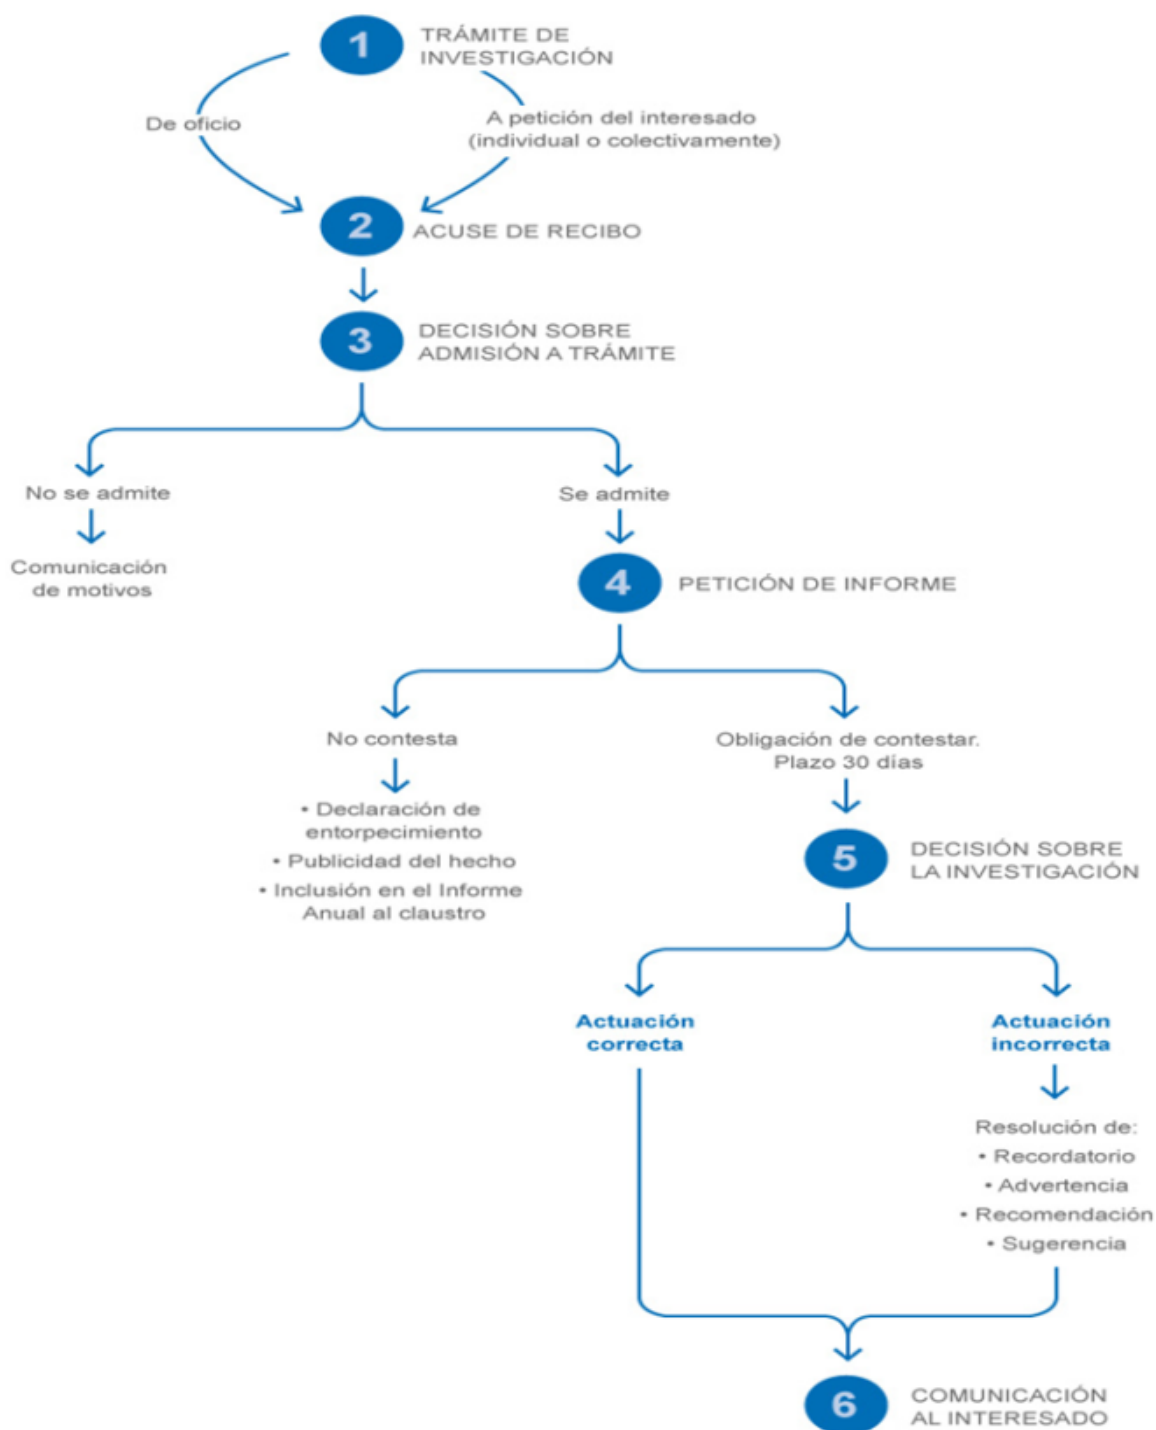 1
TRÁMITE DE
INVESTIGACIÓN
De oficio
A petición del interesado
(individual o colectivamente)
2
ACUSE DE RECIBO
3
DECISIÓN SOBRE
ADMISIÓN A TRÁMITE
No se admite
Comunicación
de motivos
Se admite
4
PETICIÓN DE INFORME
No contesta
• Declaración de
entorpecimiento
• Publicidad del hecho
• Inclusión en el Informe
Anual al claustro
Obligación de contestar.
Plazo 30 días
5
DECISIÓN SOBRE
LA INVESTIGACIÓN
Actuación
correcta
Actuación
incorrecta
Resolución de:
• Recordatorio
• Advertencia
• Recomendación
• Sugerencia
6
COMUNICACIÓN
AL INTERESADO